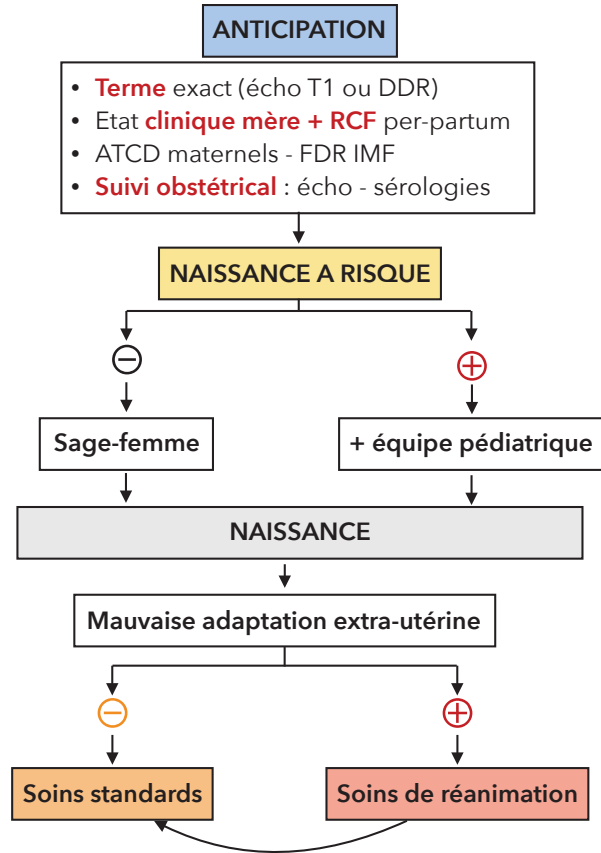 ANTICIPATION
• Terme exact (écho T1 ou DDR)
• Etat clinique mère + RCF per-partum
• ATCD maternels - FDR IMF
• Suivi obstétrical : écho - sérologies
NAISSANCE A RISQUE
− +
Sage-femme
+ équipe pédiatrique
NAISSANCE
Mauvaise adaptation extra-utérine
− +
Soins standards
Soins de réanimation